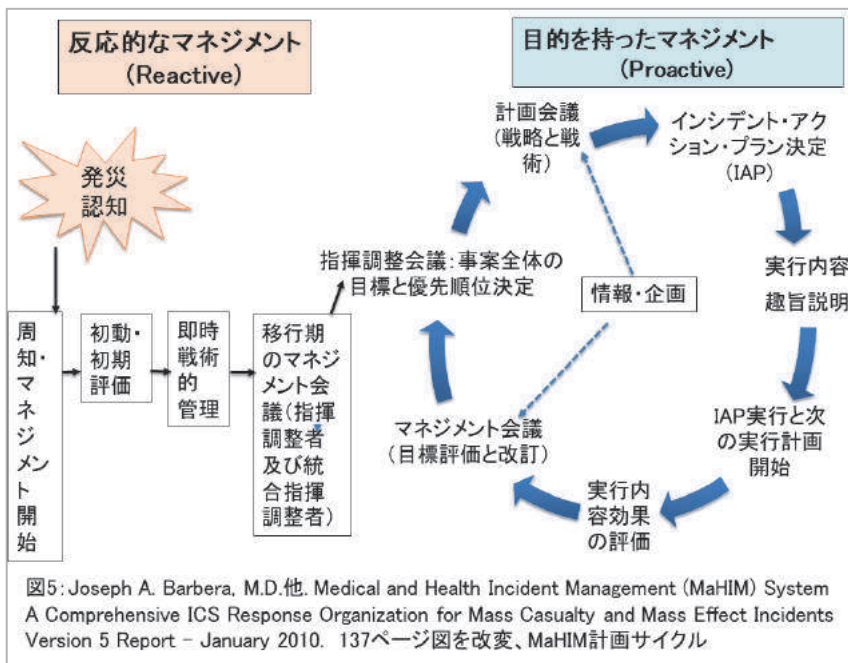 反応的なマネジメント
(Reactive)
目的を持ったマネジメント
(Proactive)
発災
認知
周
知・
マ
ネ
ジ
メン
ト
開
始
初動・
初期
評価
即時
戦術
的
管理
移行期
のマネジ
メント会
議(指揮
調整者
及び統
合指揮
調整者)
指揮調整会議:事案全体の
目標と優先順位決定
計画会議
(戦略と戦
術)
インシデント・アク
ション・プラン決定
(IAP)
実行内容
趣旨説明
情報・企画
IAP実行と次
の実行計画
開始
実行内
容効果
の評価
マネジメント会議
(目標評価と改訂)
図5:Joseph A. Barbera, M.D.他. Medical and Health Incident Management (MaHIM) System
A Comprehensive ICS Response Organization for Mass Casualty and Mass Effect Incidents
Version 5 Report – January 2010. 137ページ図を改変、MaHIM計画サイクル